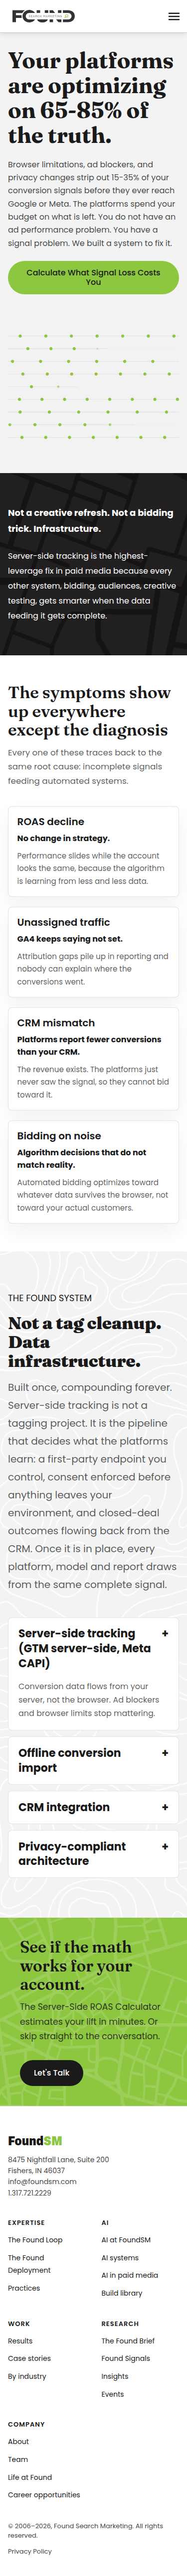 FOUND
SEARCH MARKETING
Your platforms
are optimizing
on 65-85% of
the truth.
Browser limitations, ad blockers, and
privacy changes strip out 15-35% of your
conversion signals before they ever reach
Google or Meta. The platforms spend your
budget on what is left. You do not have an
ad performance problem. You have a
signal problem. We built a system to fix it.
Calculate What Signal Loss Costs
You
Not a creative refresh. Not a bidding
trick. Infrastructure.
Server-side tracking is the highest-
leverage fix in paid media because every
other system, bidding, audiences, creative
testing, gets smarter when the data
feeding it gets complete.
The symptoms show
up everywhere
except the diagnosis
Every one of these traces back to the
same root cause: incomplete signals
feeding automated systems.
ROAS decline
No change in strategy.
Performance slides while the account
looks the same, because the algorithm
is learning from less and less data.
Unassigned traffic
GA4 keeps saying not set.
Attribution gaps pile up in reporting and
nobody can explain where the
conversions went.
CRM mismatch
Platforms report fewer conversions
than your CRM.
The revenue exists. The platforms just
never saw the signal, so they cannot bid
toward it.
Bidding on noise
Algorithm decisions that do not
match reality.
Automated bidding optimizes toward
whatever data survives the browser, not
toward your actual customers.
THE FOUND SYSTEM
Not a tag cleanup.
Data
infrastructure.
Built once, compounding forever.
Server-side tracking is not a
tagging project. It is the pipeline
that decides what the platforms
learn: a first-party endpoint you
control, consent enforced before
anything leaves your
environment, and closed-deal
outcomes flowing back from the
CRM. Once it is in place, every
platform, model and report draws
from the same complete signal.
Server-side tracking +
(GTM server-side, Meta
CAPI)
Conversion data flows from your
server, not the browser. Ad blockers
and browser limits stop mattering.
Offline conversion +
import
CRM integration +
Privacy-compliant +
architecture
See if the math
works for your
account.
The Server-Side ROAS Calculator
estimates your lift in minutes. Or
skip straight to the conversation.
Let's Talk
FoundSM
8475 Nightfall Lane, Suite 200
Fishers, IN 46037
info@foundsm.com
1.317.721.2229
EXPERTISE
The Found Loop
The Found
Deployment
Practices
AI
AI at FoundSM
AI systems
AI in paid media
Build library
WORK
Results
Case stories
By industry
RESEARCH
The Found Brief
Found Signals
Insights
Events
COMPANY
About
Team
Life at Found
Career opportunities
© 2006–2026, Found Search Marketing. All rights
reserved.
Privacy Policy